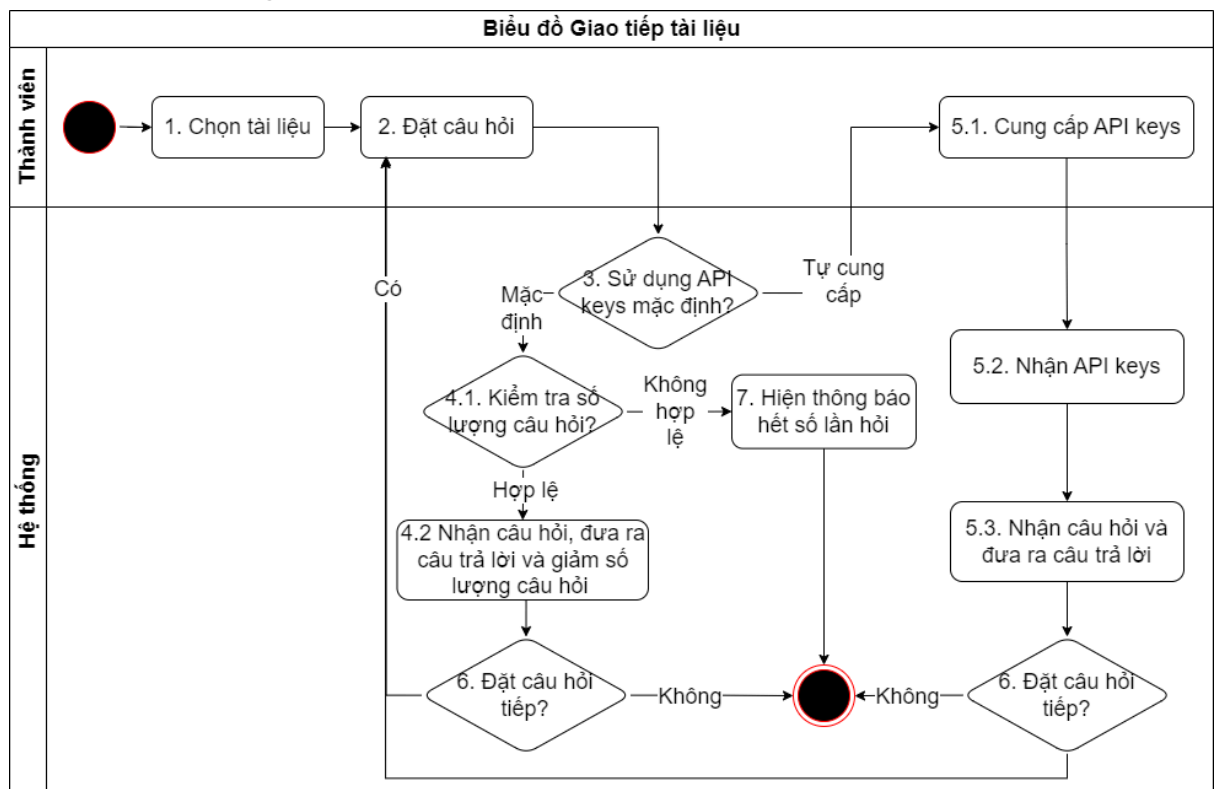 Biểu đồ Giao tiếp tài liệu
Thành viên
1. Chọn tài liệu
2. Đặt câu hỏi
5.1. Cung cấp API keys
Hệ thống
3. Sử dụng API
keys mặc định?
Tự cung
cấp
Có
Mặc
định
4.1. Kiểm tra số
lượng câu hỏi?
Không
hợp
lệ
7. Hiện thông báo
hết số lần hỏi
5.2. Nhận API keys
Hợp lệ
4.2 Nhận câu hỏi, đưa ra
câu trả lời và giảm số
lượng câu hỏi
5.3. Nhận câu hỏi và
đưa ra câu trả lời
6. Đặt câu hỏi
tiếp?
Không
Không
6. Đặt câu hỏi
tiếp?